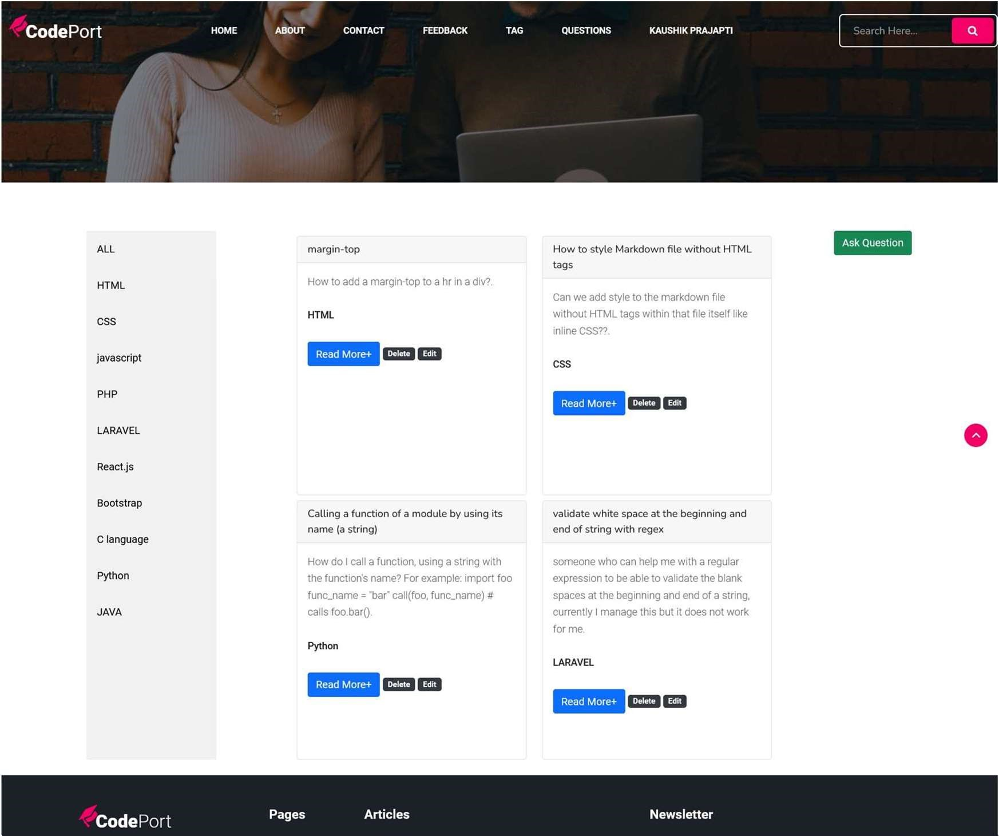 CodePort
HOME ABOUT CONTACT FEEDBACK TAG QUESTIONS KAUSHIK PRAJAPTI
Search Here...
ALL
HTML
CSS
javascript
PHP
LARAVEL
React.js
Bootstrap
C language
Python
JAVA
margin-top
How to add a margin-top to a hr in a div?.
HTML
Read More+ Delete Edit
How to style Markdown file without HTML
tags
Can we add style to the markdown file
without HTML tags within that file itself like
inline CSS??.
CSS
Read More+ Delete Edit
Ask Question
Calling a function of a module by using its
name (a string)
How do I call a function, using a string with
the function's name? For example: import foo
func_name = "bar" call(foo, func_name) #
calls foo.bar().
Python
Read More+ Delete Edit
validate white space at the beginning and
end of string with regex
someone who can help me with a regular
expression to be able to validate the blank
spaces at the beginning and end of a string,
currently I manage this but it does not work
for me.
LARAVEL
Read More+ Delete Edit
CodePort
Pages
Articles
Newsletter